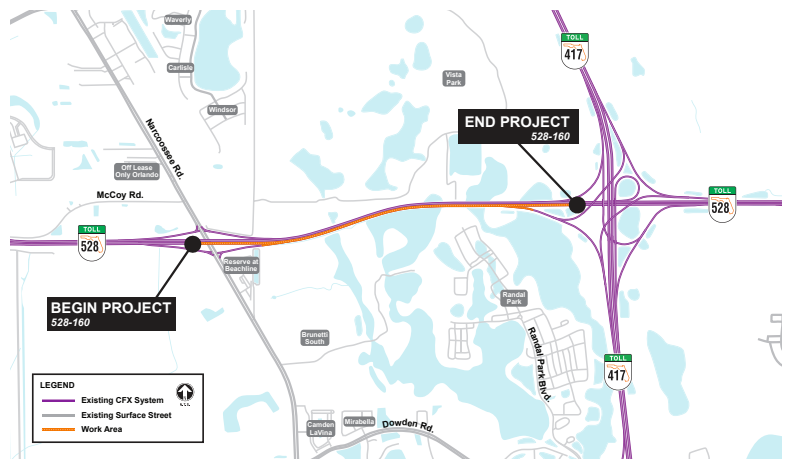 Waverly
Carlisle
Windsor
Narcoossee Rd.
Off Lease
Only Orlando
McCoy Rd.
Vista
Park
TOLL
417
END PROJECT
528-160
TOLL
528
TOLL
528
Reserve at
Beachline
BEGIN PROJECT
528-160
Randal
Park
Randal Park Blvd.
Brunetti
South
TOLL
417
LEGEND
Existing CFX System
Existing Surface Street
Work Area
Camden
LaVina
Mirabella
Dowden Rd.